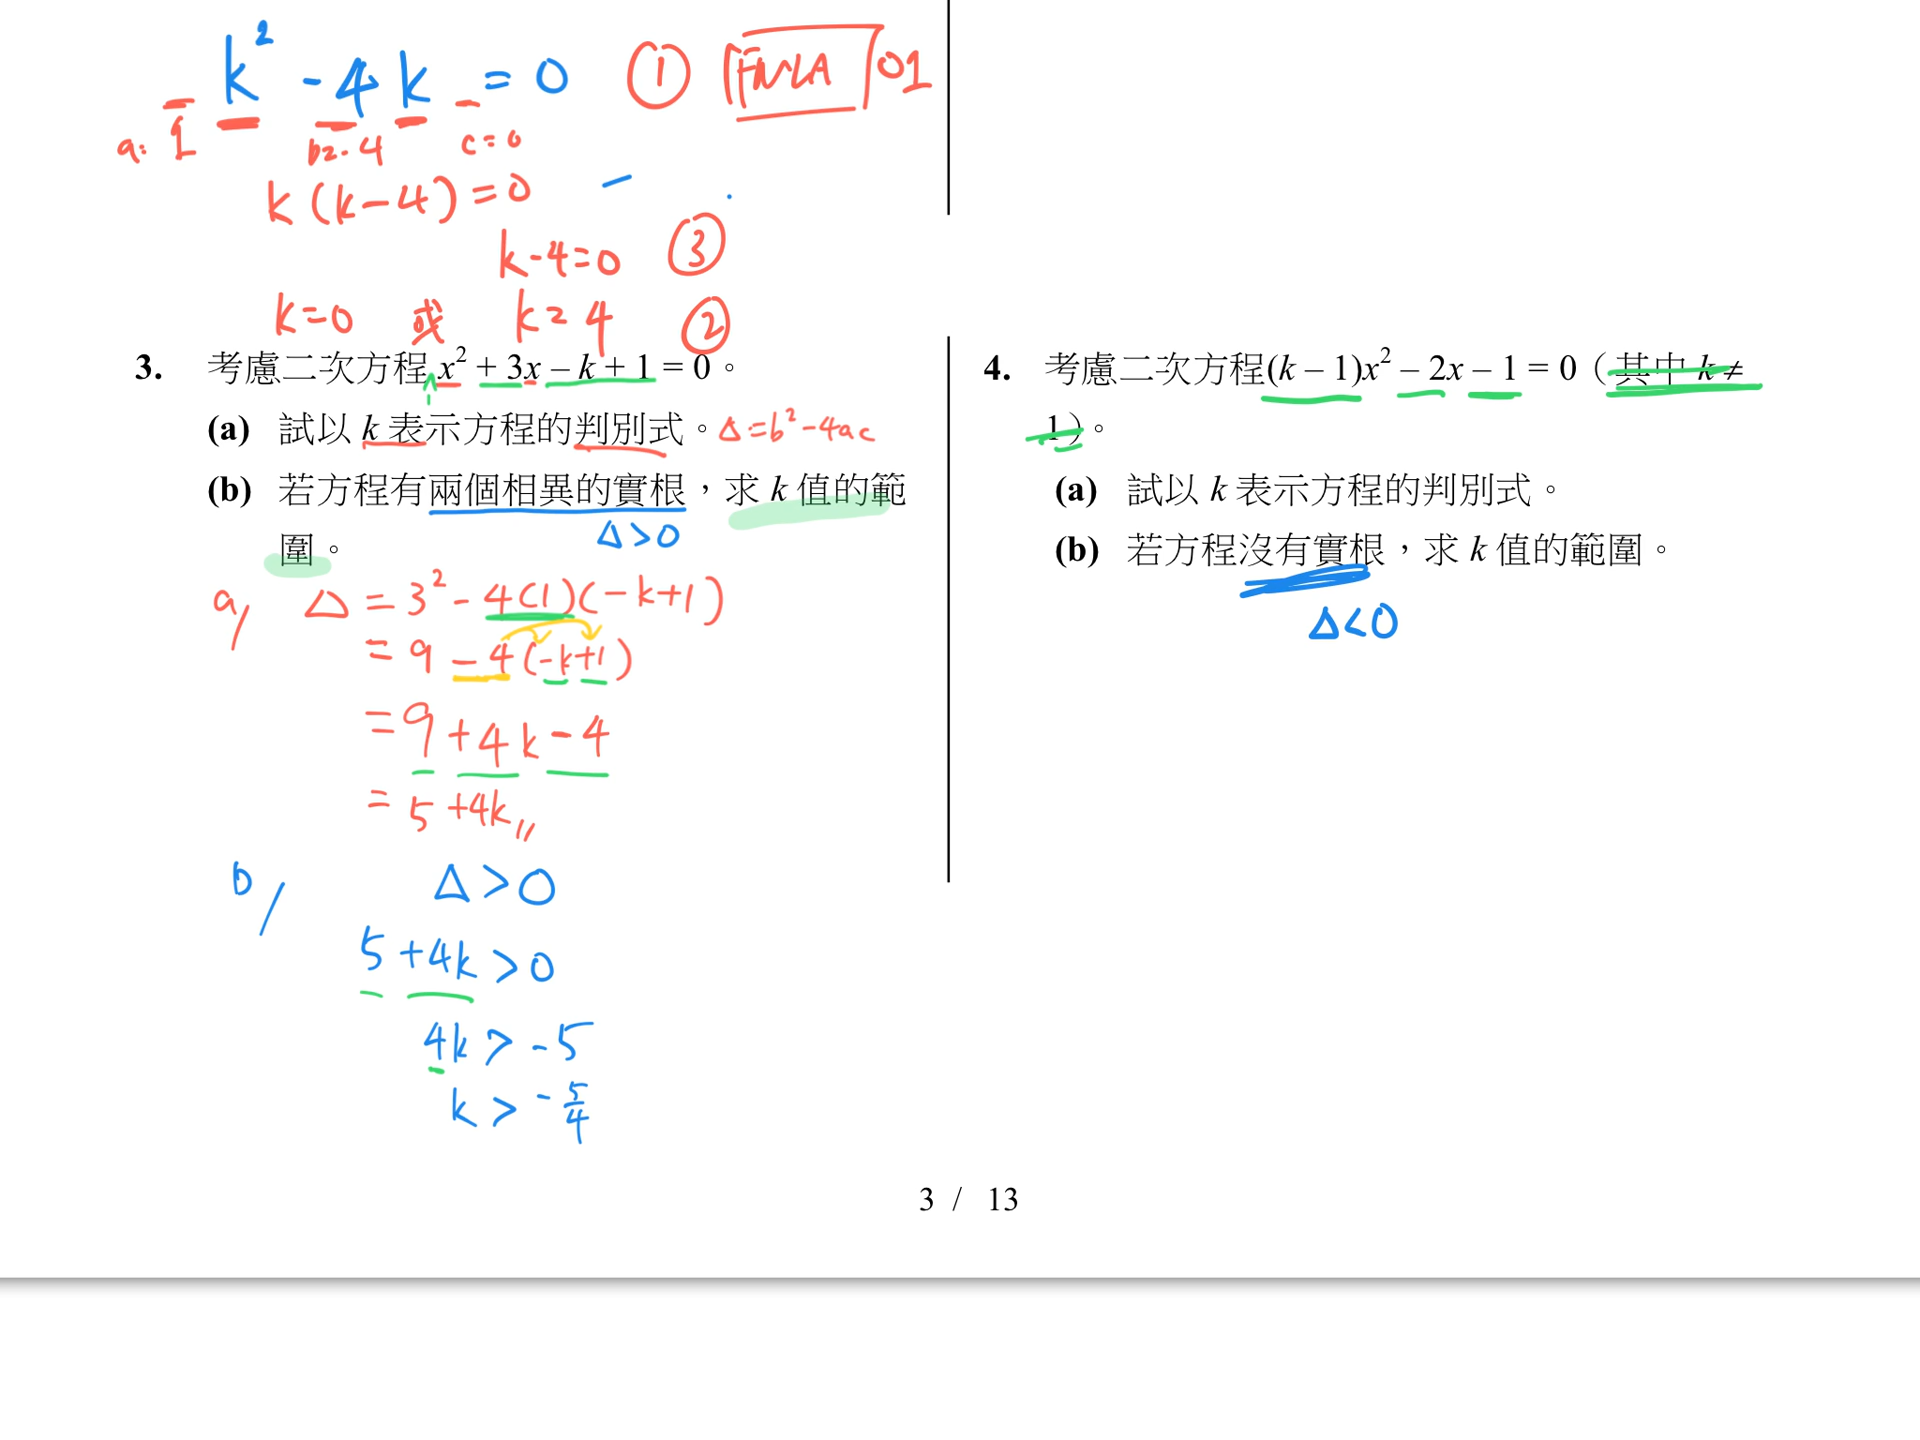 k² - 4k = 0 ① FMLA 01
a: 1 b=-4 c=0
k(k-4)=0
k-4=0 ③
k=0 或 k=4 ②
3. 考慮二次方程 x² + 3x – k + 1 = 0。
(a) 試以 k 表示方程的判別式。 Δ=b²-4ac
(b) 若方程有兩個相異的實根，求 k 值的範
圍。 Δ>0
a/ Δ = 3² - 4(1)(-k+1)
= 9 - 4(-k+1)
= 9 + 4k - 4
= 5 + 4k //
b/ Δ > 0
5 + 4k > 0
4k > -5
k > -5/4
4. 考慮二次方程(k – 1)x² – 2x – 1 = 0（其中 k ≠
1）。
(a) 試以 k 表示方程的判別式。
(b) 若方程沒有實根，求 k 值的範圍。
Δ<0
3 / 13